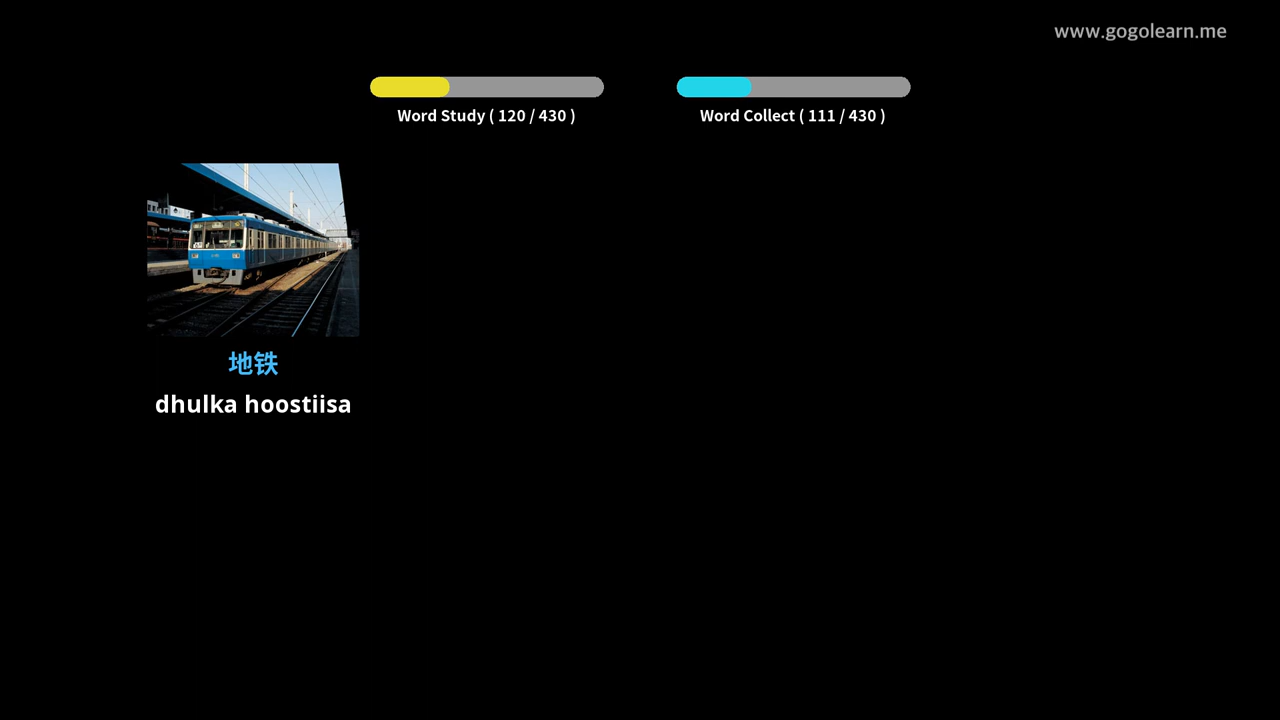 www.gogolearn.me
Word Study ( 120 / 430 )
Word Collect ( 111 / 430 )
地铁
dhulka hoostiisa